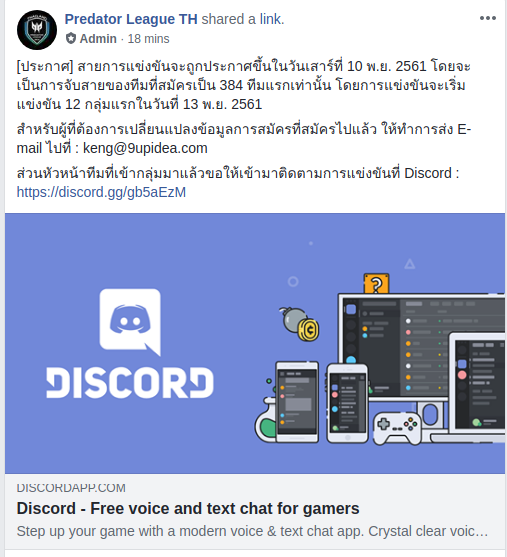 Predator League TH shared a link.
Admin · 18 mins
[ประกาศ] สายการแข่งขันจะถูกประกาศขึ้นในวันเสาร์ที่ 10 พ.ย. 2561 โดยจะ
เป็นการจับสายของทีมที่สมัครเป็น 384 ทีมแรกเท่านั้น โดยการแข่งขันจะเริ่ม
แข่งขัน 12 กลุ่มแรกในวันที่ 13 พ.ย. 2561
สำหรับผู้ที่ต้องการเปลี่ยนแปลงข้อมูลการสมัครที่สมัครไปแล้ว ให้ทำการส่ง E-
mail ไปที่ : keng@9upidea.com
ส่วนหัวหน้าทีมที่เข้ากลุ่มมาแล้วขอให้เข้ามาติดตามการแข่งขันที่ Discord :
https://discord.gg/gb5aEzM
DISCORD
DISCORDAPP.COM
Discord - Free voice and text chat for gamers
Step up your game with a modern voice & text chat app. Crystal clear voic…